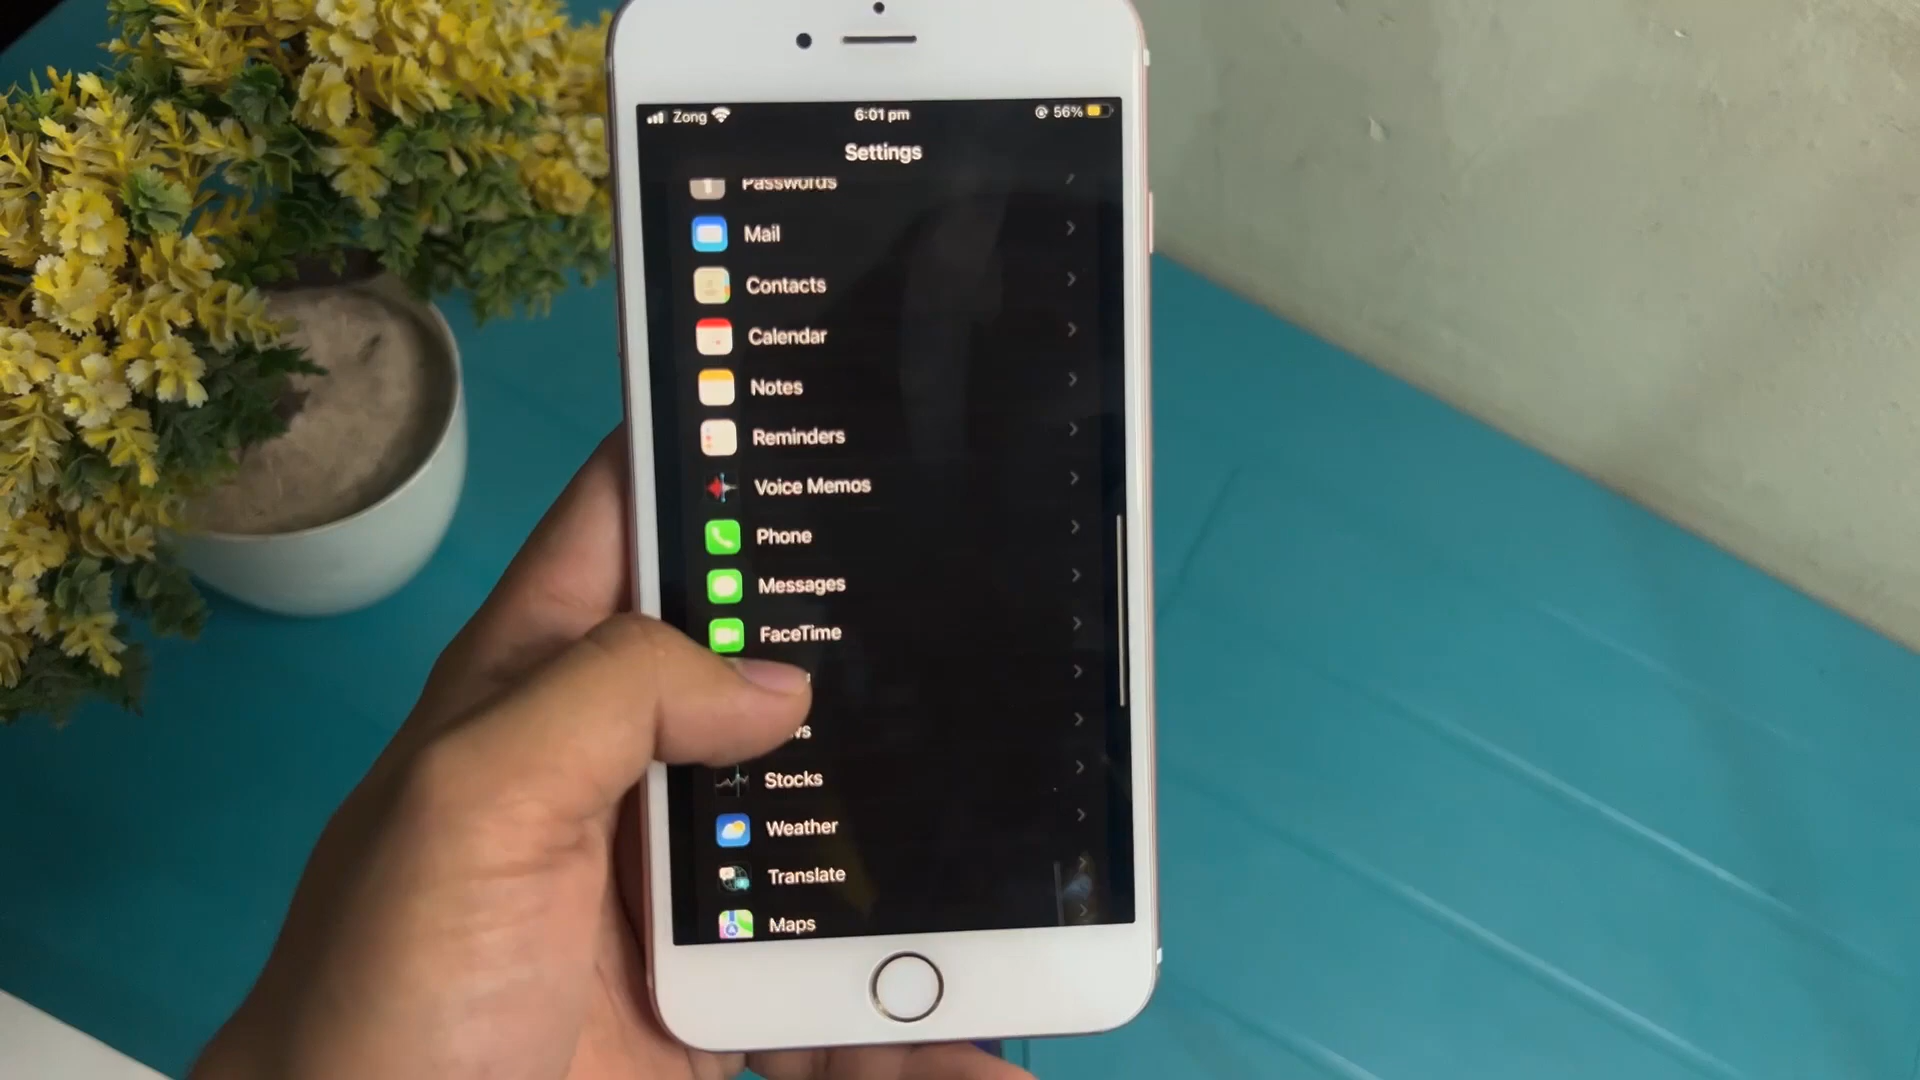 Zong 6:01 pm 56%
Settings
Passwords
Mail
Contacts
Calendar
Notes
Reminders
Voice Memos
Phone
Messages
FaceTime
Stocks
Weather
Translate
Maps